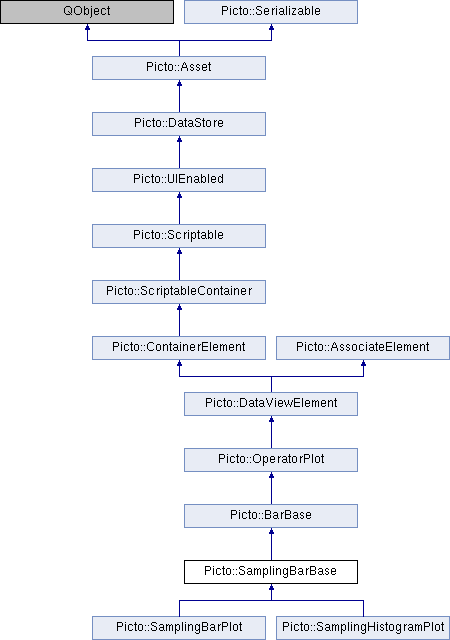 QObject
Picto::Serializable
Picto::Asset
Picto::DataStore
Picto::UIEnabled
Picto::Scriptable
Picto::ScriptableContainer
Picto::ContainerElement
Picto::AssociateElement
Picto::DataViewElement
Picto::OperatorPlot
Picto::BarBase
Picto::SamplingBarBase
Picto::SamplingBarPlot
Picto::SamplingHistogramPlot